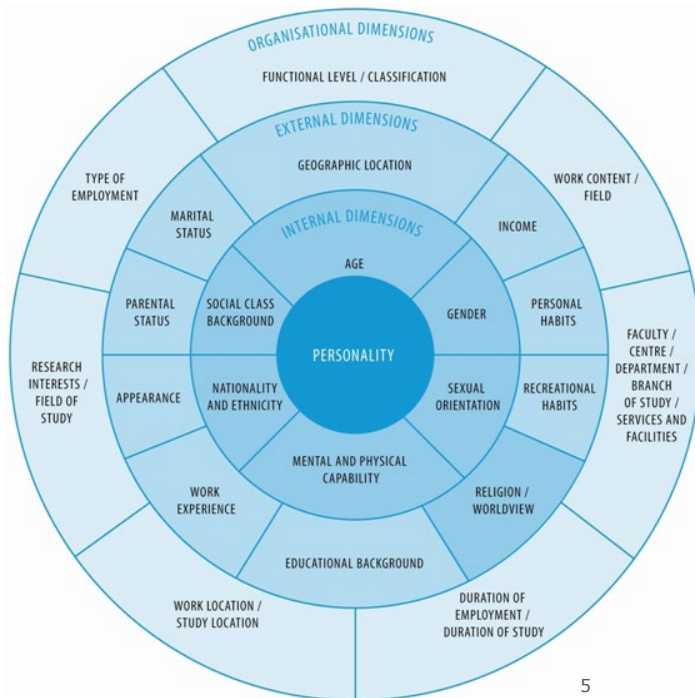 ORGANISATIONAL DIMENSIONS
FUNCTIONAL LEVEL / CLASSIFICATION
WORK CONTENT /
FIELD
FACULTY /
CENTRE /
DEPARTMENT /
BRANCH
OF STUDY /
SERVICES AND
FACILITIES
DURATION OF
EMPLOYMENT /
DURATION OF STUDY
WORK LOCATION /
STUDY LOCATION
RESEARCH
INTERESTS /
FIELD OF
STUDY
TYPE OF
EMPLOYMENT
EXTERNAL DIMENSIONS
GEOGRAPHIC LOCATION
INCOME
PERSONAL
HABITS
RECREATIONAL
HABITS
RELIGION /
WORLDVIEW
EDUCATIONAL BACKGROUND
WORK
EXPERIENCE
APPEARANCE
PARENTAL
STATUS
MARITAL
STATUS
INTERNAL DIMENSIONS
AGE
GENDER
SEXUAL
ORIENTATION
MENTAL AND PHYSICAL
CAPABILITY
NATIONALITY
AND ETHNICITY
SOCIAL CLASS
BACKGROUND
PERSONALITY
5